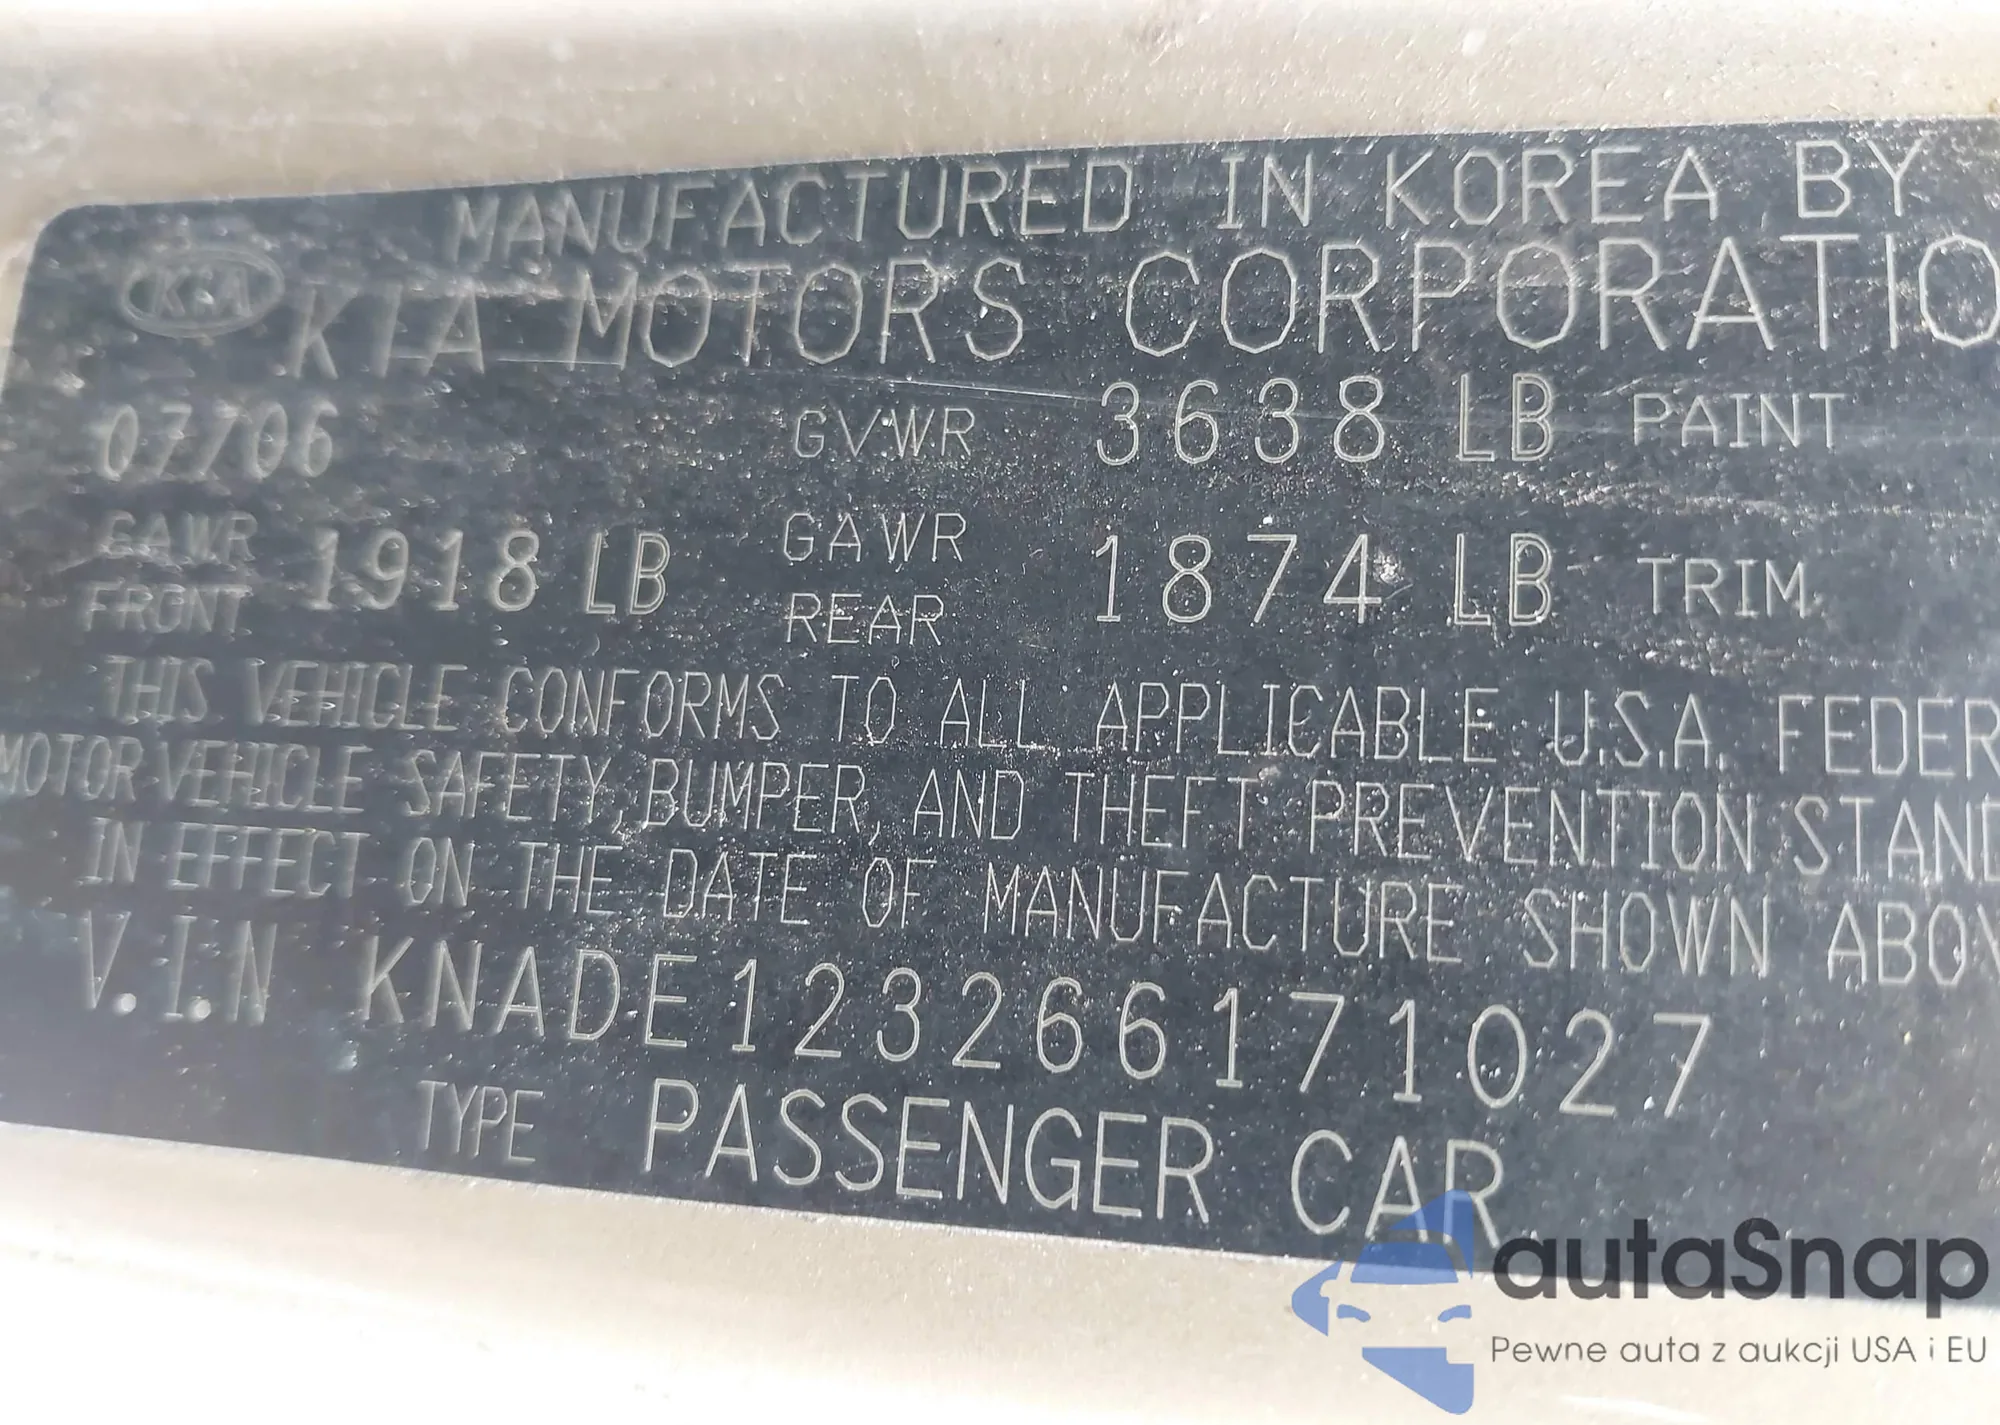 MANUFACTURED IN KOREA BY
KIA KIA MOTORS CORPORATIO
07706 GVWR 3638 LB PAINT
GAWR FRONT 1918 LB GAWR REAR 1874 LB TRIM
THIS VEHICLE CONFORMS TO ALL APPLICABLE U.S.A. FEDER
MOTOR VEHICLE SAFETY, BUMPER, AND THEFT PREVENTION STAND
IN EFFECT ON THE DATE OF MANUFACTURE SHOWN ABOV
V.I.N KNADE123266171027
TYPE PASSENGER CAR
autaSnap
Pewne auta z aukcji USA i EU